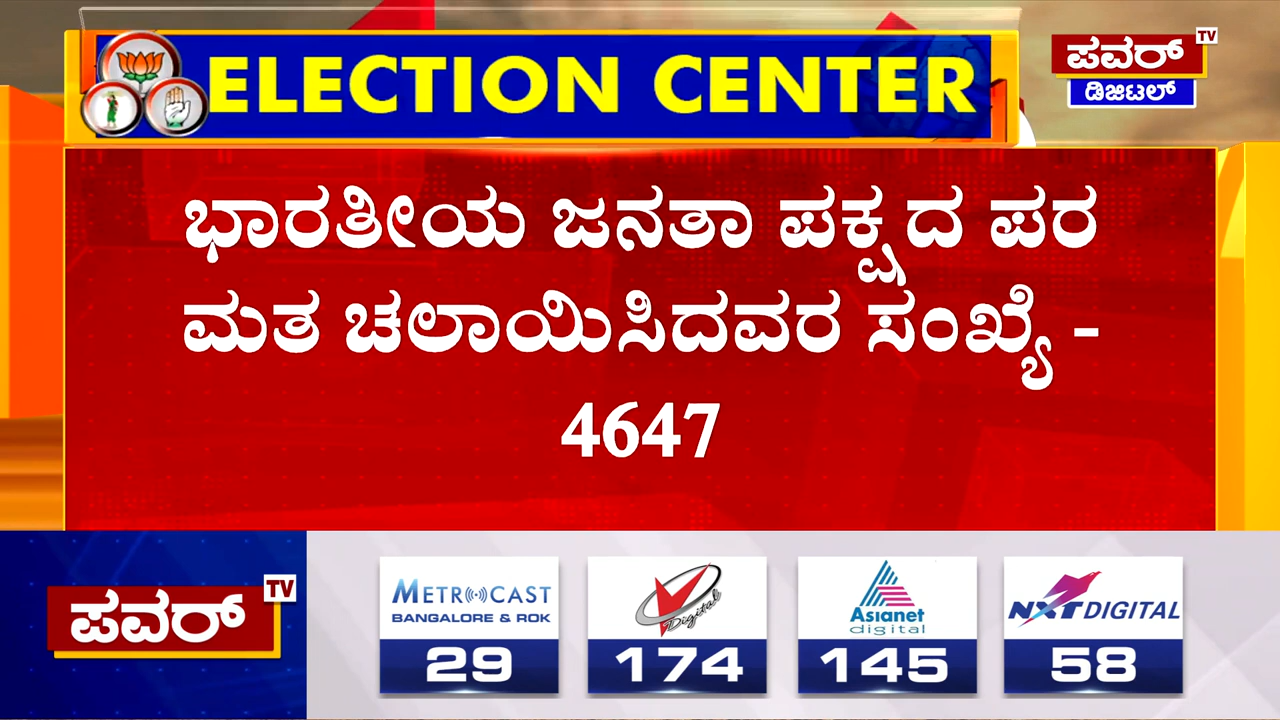 ELECTION CENTER
ಪವರ್ TV
ಡಿಜಿಟಲ್
ಭಾರತೀಯ ಜನತಾ ಪಕ್ಷದ ಪರ
ಮತ ಚಲಾಯಿಸಿದವರ ಸಂಖ್ಯೆ -
4647
ಪವರ್ TV
METROCAST
BANGALORE & ROK
29
V Digital
174
Asianet
digital
145
NXT DIGITAL
58